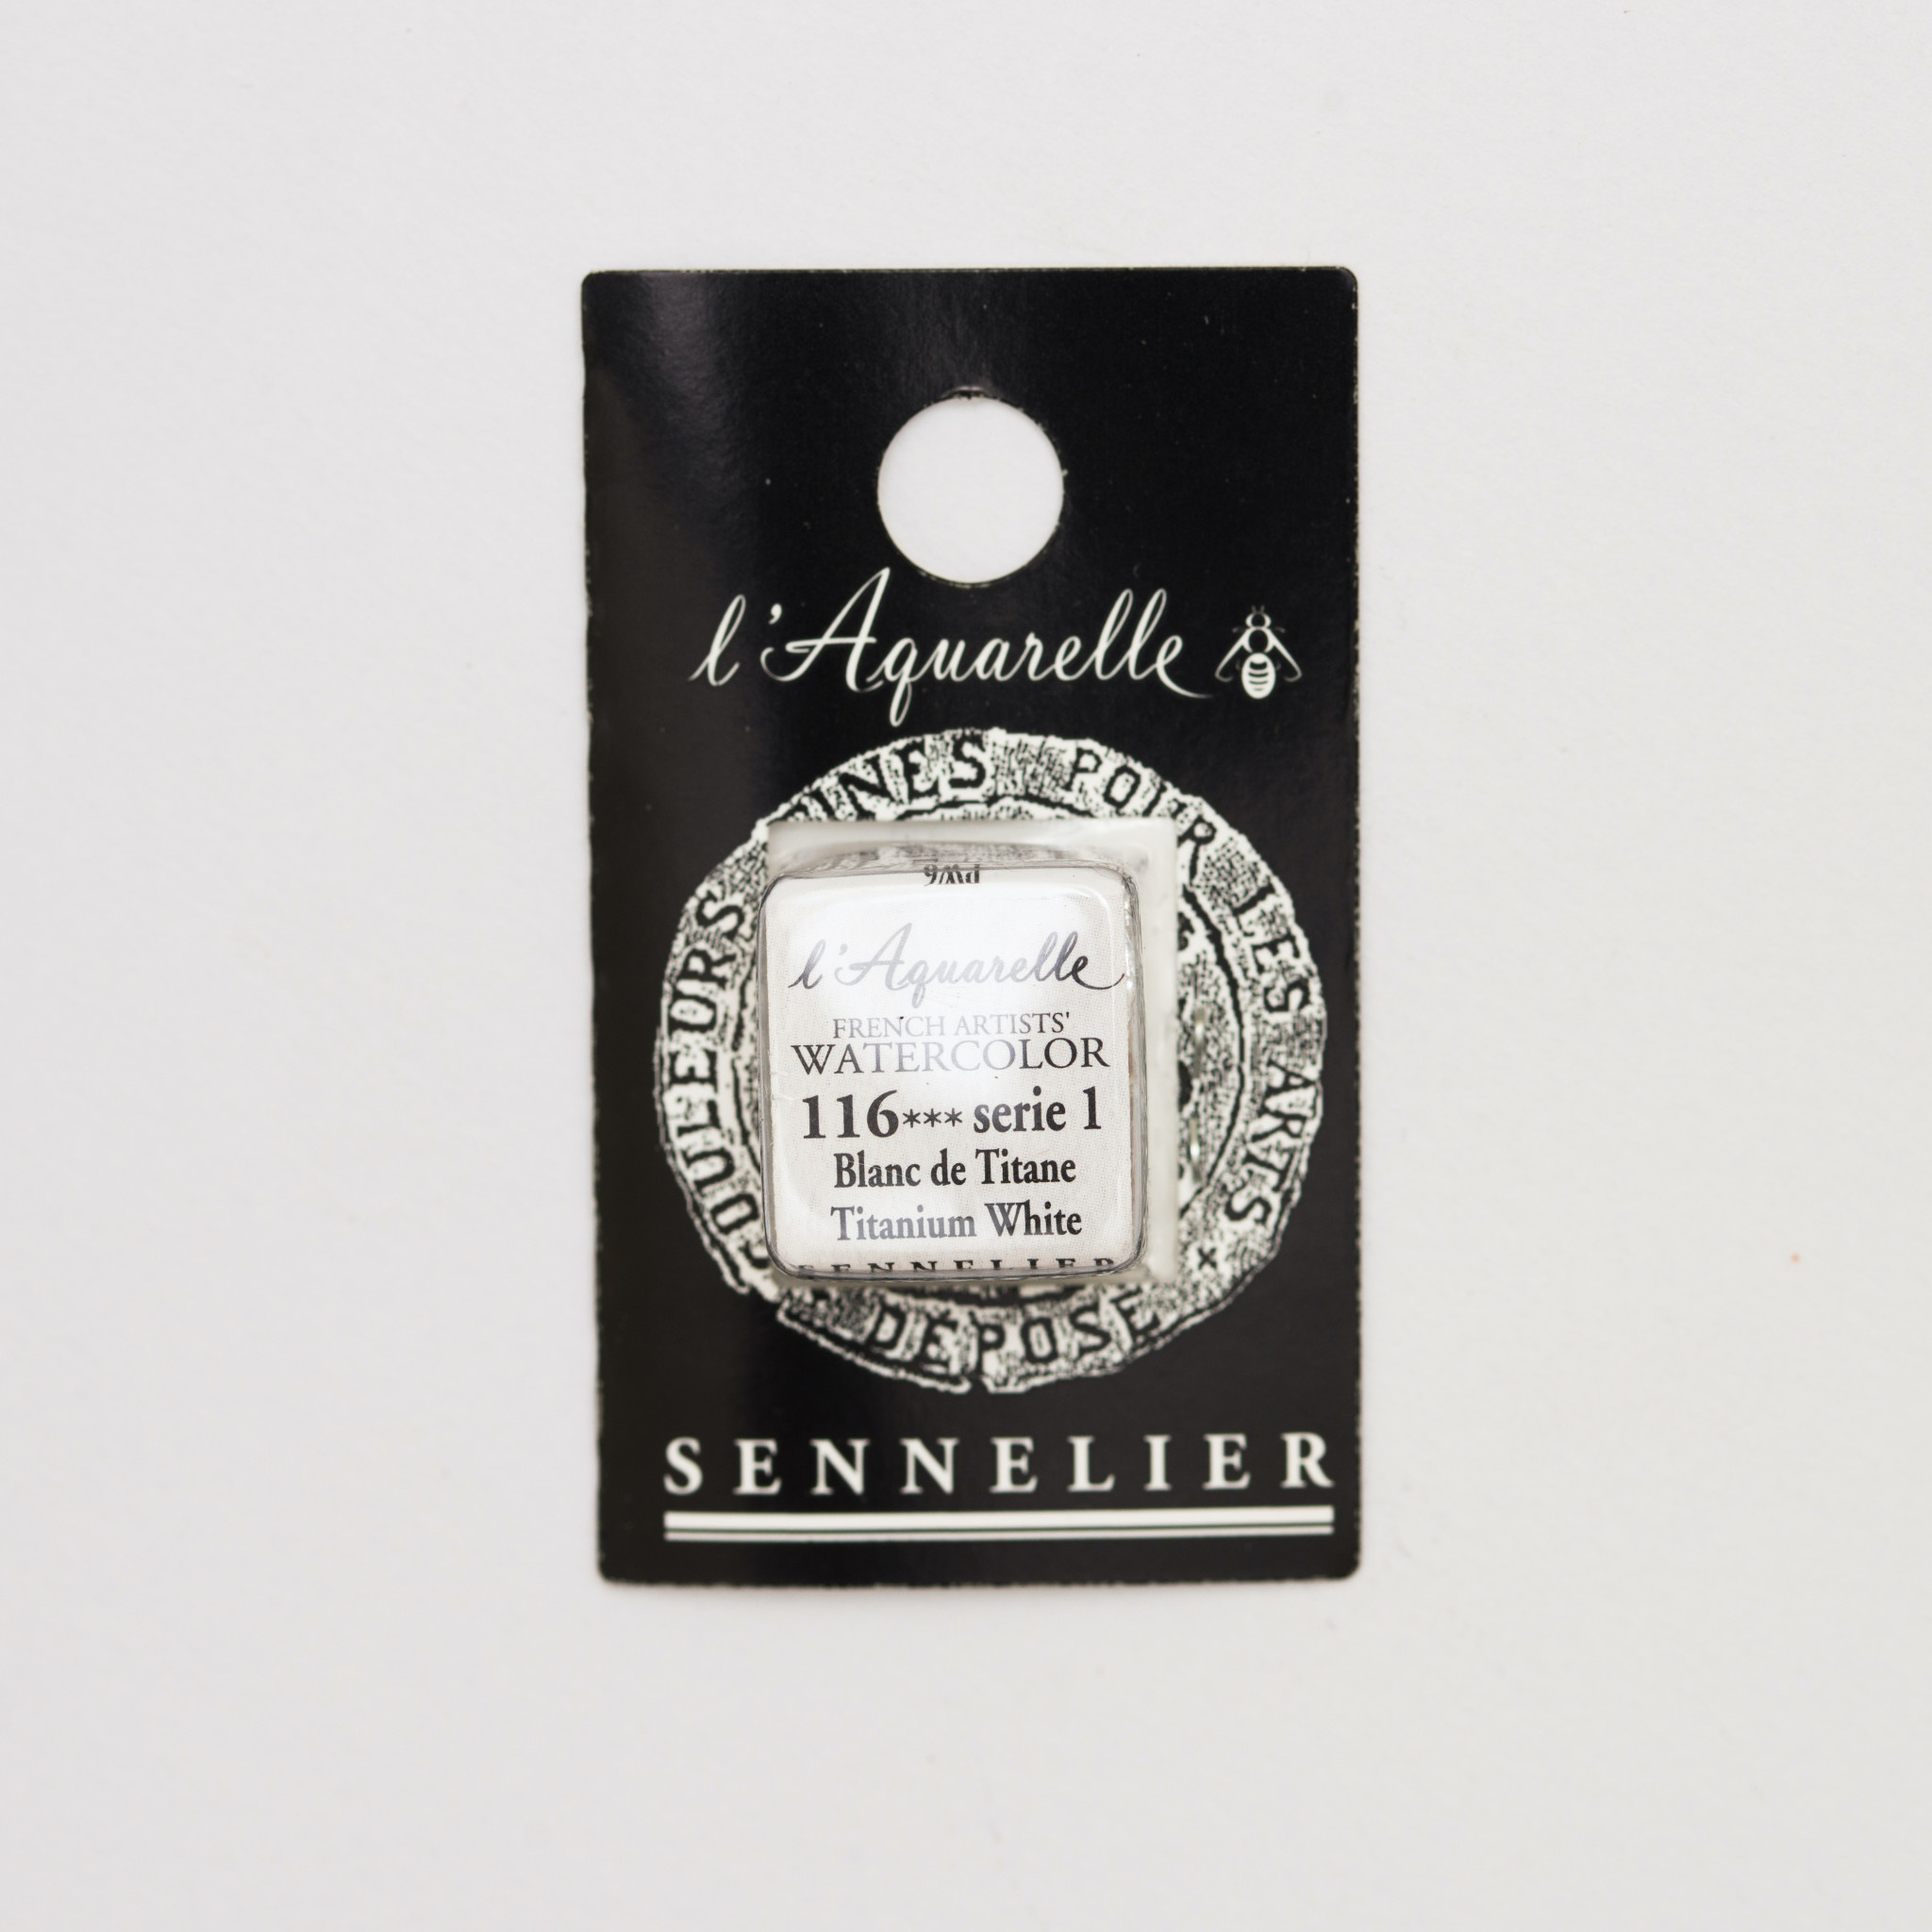 l'Aquarelle
COULEURS FINES POUR LES ARTS
DÉPOSÉ
PW6
l'Aquarelle
FRENCH ARTISTS'
WATERCOLOR
116*** serie 1
Blanc de Titane
Titanium White
SENNELIER
SENNELIER